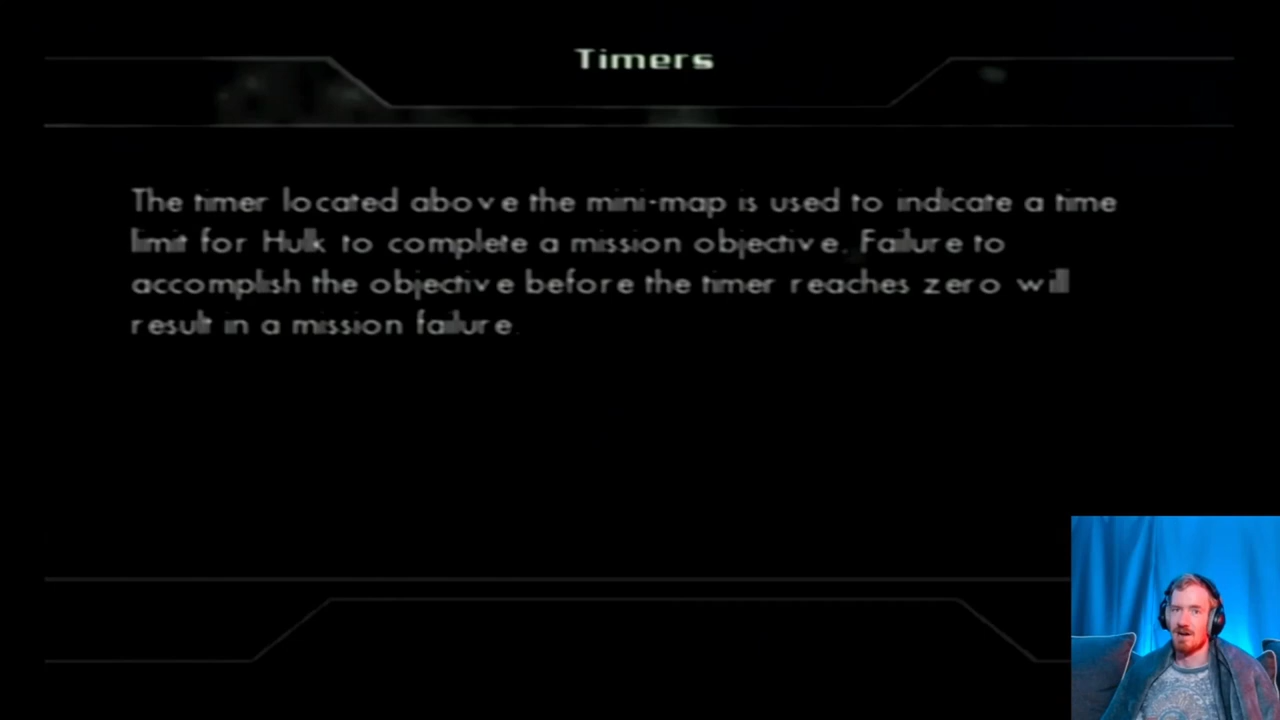 Timers
The timer located above the mini-map is used to indicate a time
limit for Hulk to complete a mission objective. Failure to
accomplish the objective before the timer reaches zero will
result in a mission failure.